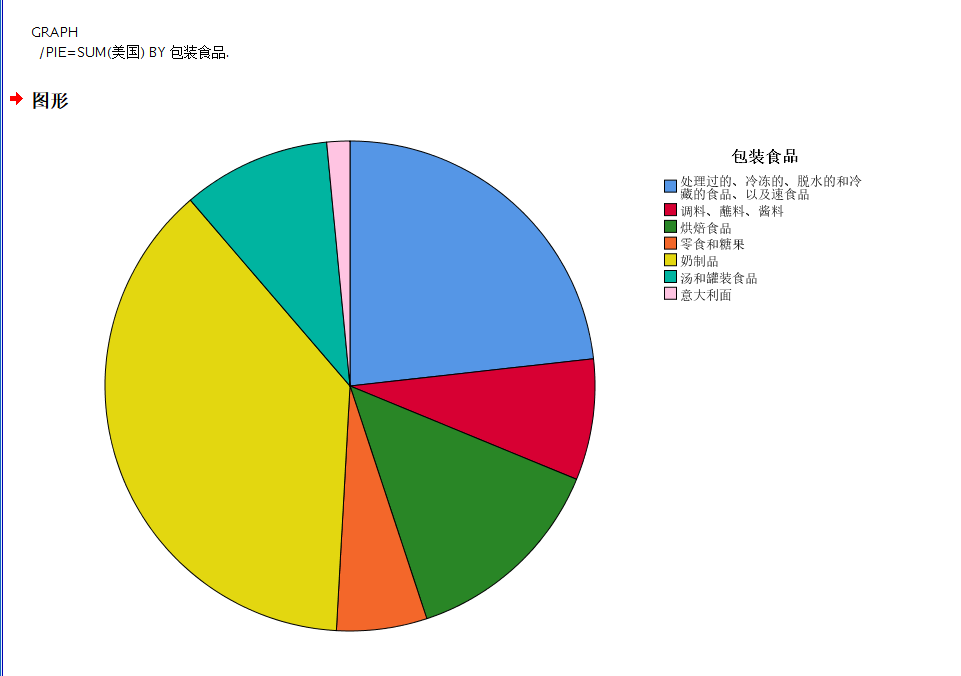 GRAPH
/PIE=SUM(美国) BY 包装食品.
图形
包装食品
处理过的、冷冻的、脱水的和冷
藏的食品、以及速食品
调料、蘸料、酱料
烘焙食品
零食和糖果
奶制品
汤和罐装食品
意大利面